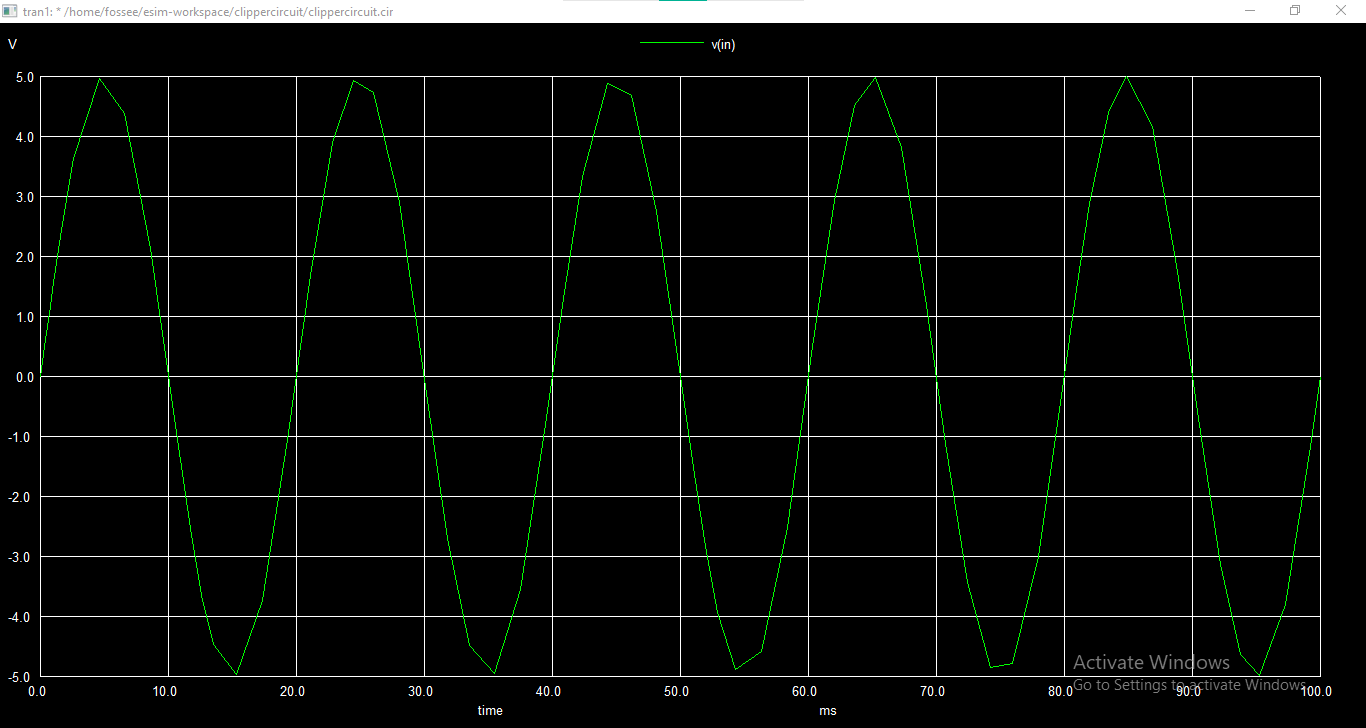 tran1: * /home/fossee/esim-workspace/clippercircuit/clippercircuit.cir
V
v(in)
5.0
4.0
3.0
2.0
1.0
0.0
-1.0
-2.0
-3.0
-4.0
-5.0
0.0 10.0 20.0 30.0 40.0 50.0 60.0 70.0 80.0 90.0 100.0
time ms
Activate Windows
Go to Settings to activate Windows.